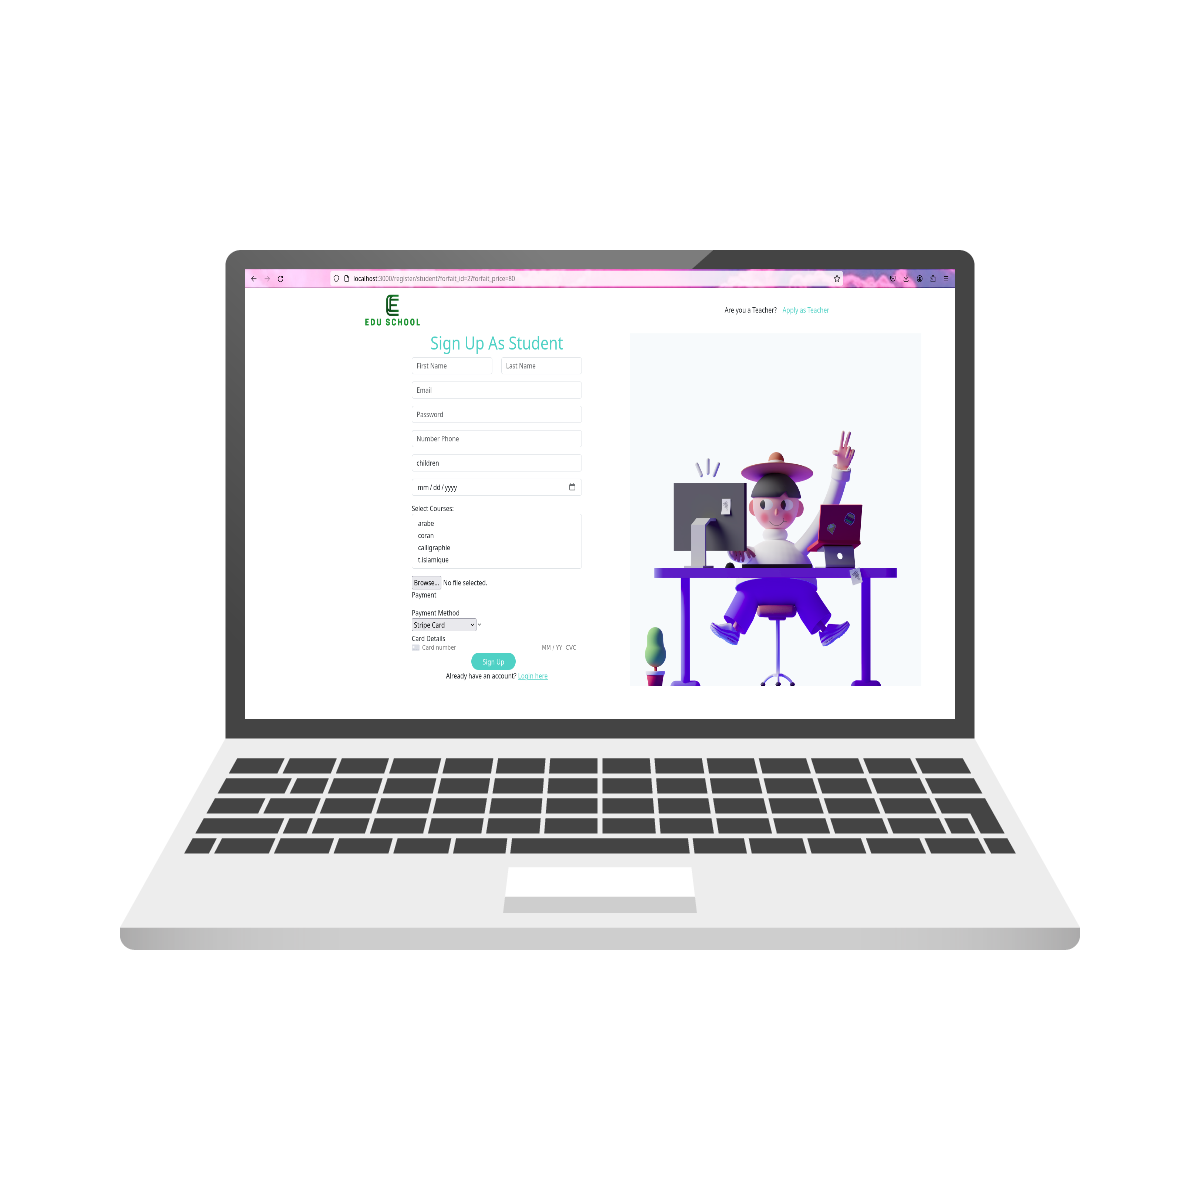 localhost:3000/register/student/forfait_id=2/forfait_price=80
EDU SCHOOL
Are you a Teacher? Apply as Teacher
Sign Up As Student
First Name Last Name
Email
Password
Number Phone
children
mm / dd / yyyy
Select Courses:
arabe
coran
calligraphie
t islamique
Browse... No file selected.
Payment
Payment Method
Stripe Card
Card Details
Card number MM / YY CVC
Sign Up
Already have an account? Login here